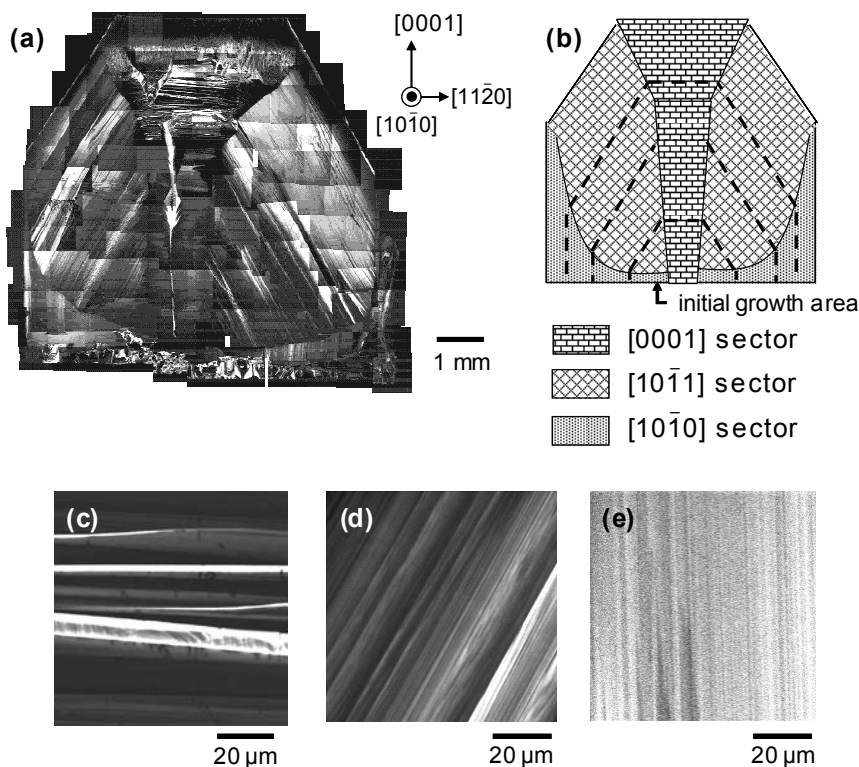 (a)
[0001]
[112̄0]
[101̄0]
1 mm
(b)
initial growth area
[0001] sector
[101̄1] sector
[101̄0] sector
(c)
20 µm
(d)
20 µm
(e)
20 µm